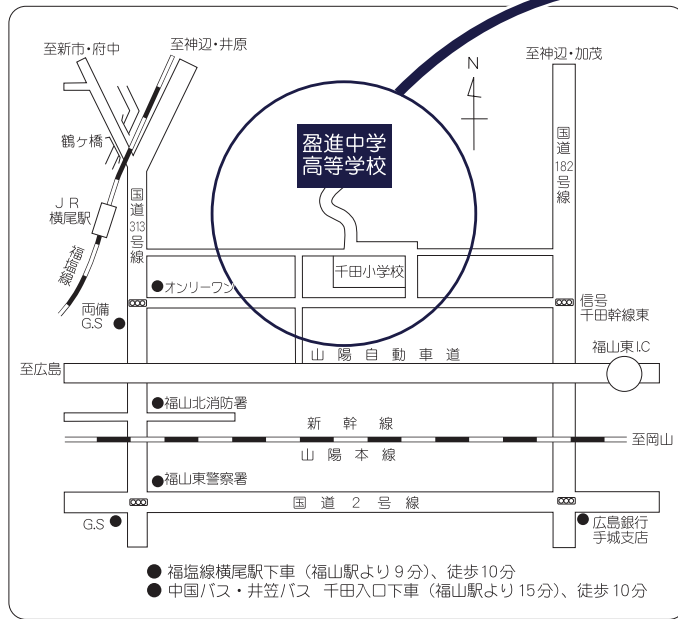 至新市・府中
至神辺・井原
至神辺・加茂
N
盈進中学
高等学校
鶴ヶ橋
国道182号線
JR
横尾駅
国道313号線
福塩線
千田小学校
オンリーワン
両備
G.S
信号
千田幹線東
福山東I.C
山陽自動車道
至広島
福山北消防署
新幹線
至岡山
山陽本線
福山東警察署
国道2号線
G.S
広島銀行
手城支店
● 福塩線横尾駅下車（福山駅より9分）、徒歩10分
● 中国バス・井笠バス 千田入口下車（福山駅より15分）、徒歩10分